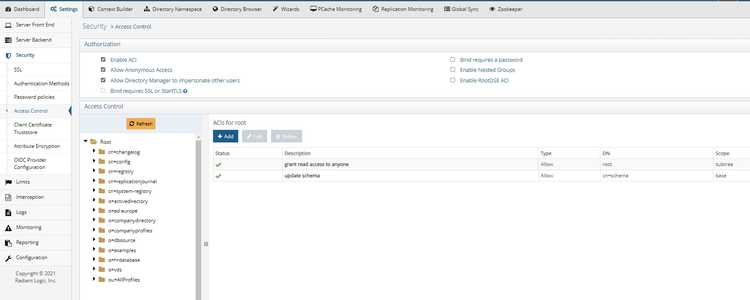 Dashboard Settings Context Builder Directory Namespace Directory Browser Wizards PCache Monitoring Replication Monitoring Global Sync Zookeeper
Server Front End
Server Backend
Security
SSL
Authentication Methods
Password policies
Access Control
Client Certificate
Truststore
Attribute Encryption
OIDC Provider
Configuration
Limits
Interception
Logs
Monitoring
Reporting
Configuration
Copyright © 2021
Radiant Logic, Inc.
Security > Access Control
Authorization
Enable ACI
Allow Anonymous Access
Allow Directory Manager to impersonate other users
Bind requires SSL or StartTLS
Bind requires a password
Enable Nested Groups
Enable RootDSE ACI
Access Control
Refresh
Root
cn=changelog
cn=config
cn=registry
cn=replicationjournal
cn=system-registry
o=activedirectory
o=ad europe
o=companydirectory
o=companyprofiles
o=dbsource
o=examples
o=hrdatabase
o=vds
ou=AllProfiles
ACIs for root
+ Add Edit Delete
Status Description Type DN Scope
grant read access to anyone Allow root subtree
update schema Allow cn=schema base